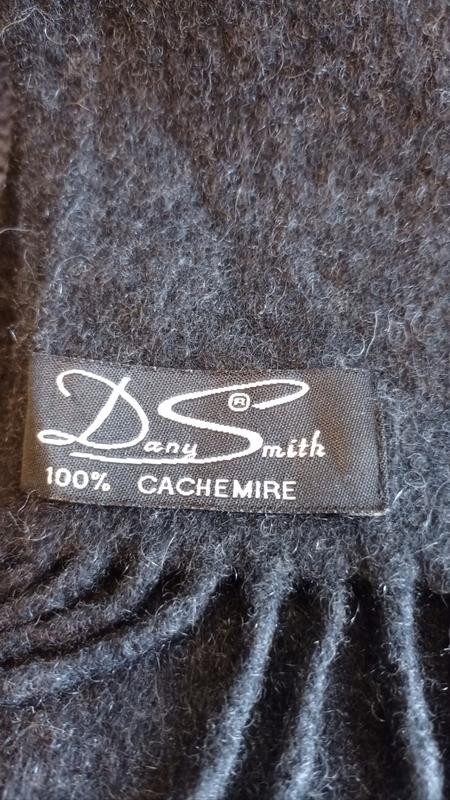 Dany Smith ®
100% CACHEMIRE